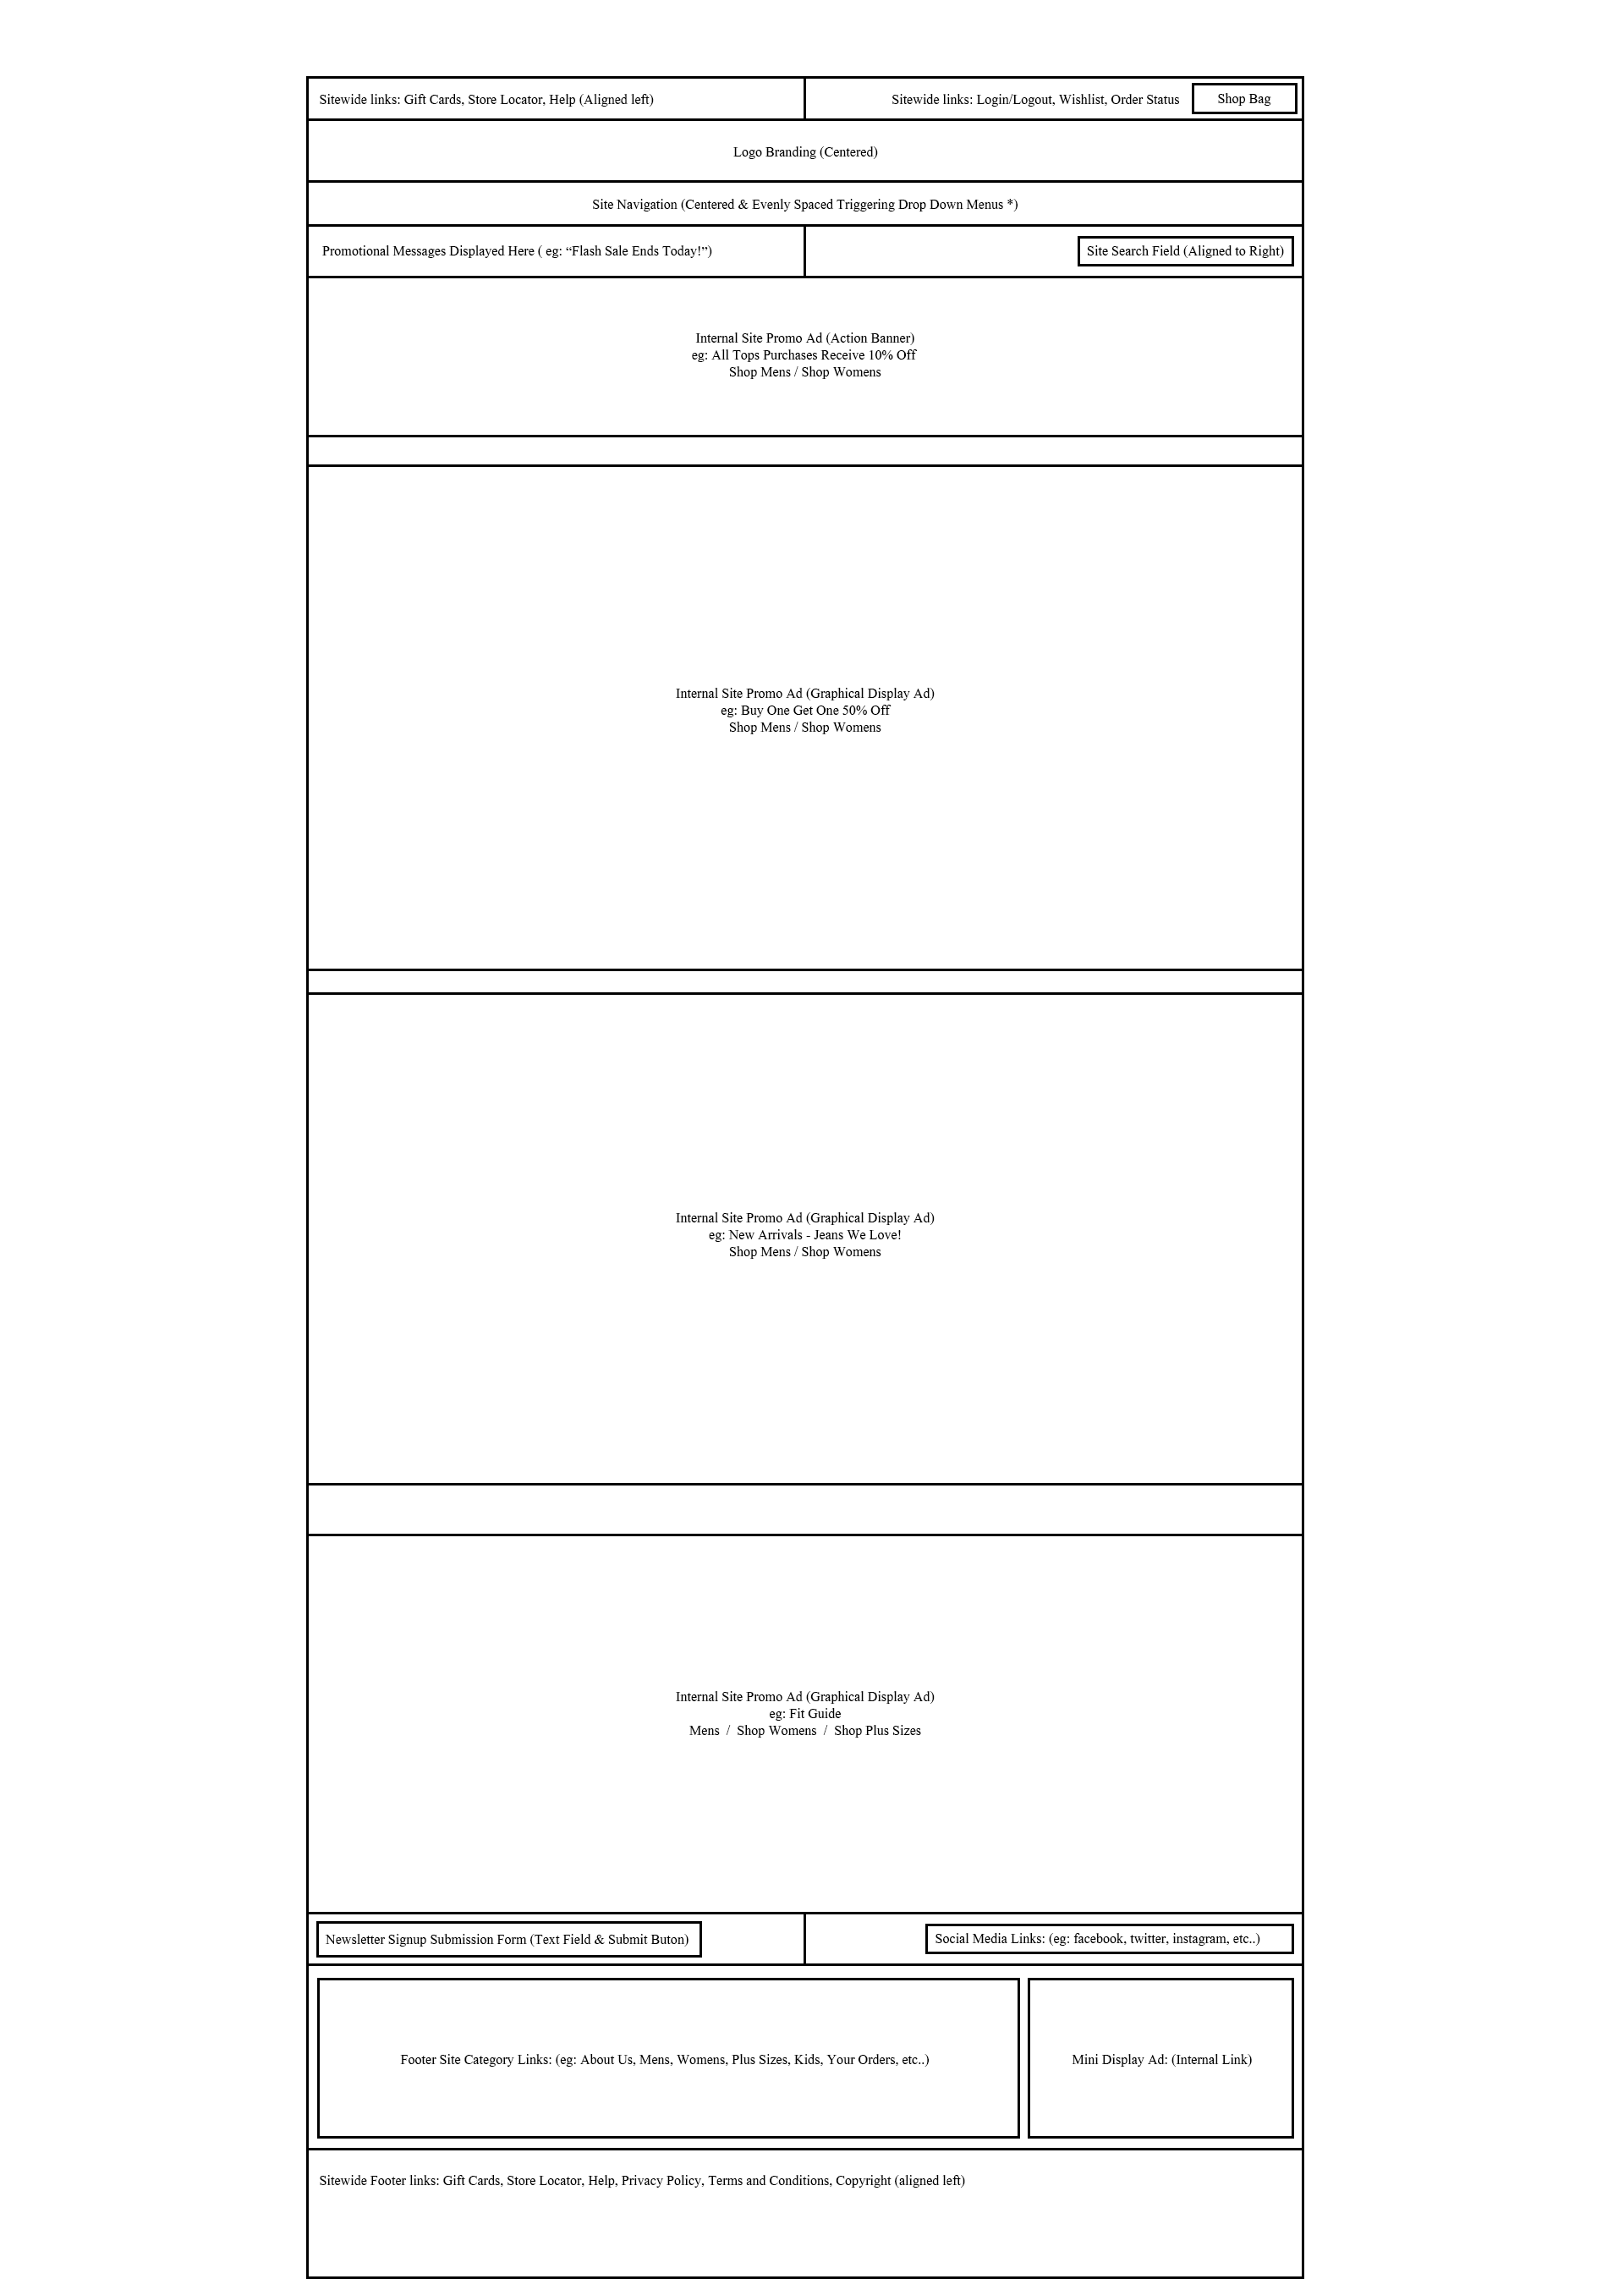 Sitewide links: Gift Cards, Store Locator, Help (Aligned left)
Sitewide links: Login/Logout, Wishlist, Order Status
Shop Bag
Logo Branding (Centered)
Site Navigation (Centered & Evenly Spaced Triggering Drop Down Menus *)
Promotional Messages Displayed Here ( eg: “Flash Sale Ends Today!”)
Site Search Field (Aligned to Right)
Internal Site Promo Ad (Action Banner)
eg: All Tops Purchases Receive 10% Off
Shop Mens / Shop Womens
Internal Site Promo Ad (Graphical Display Ad)
eg: Buy One Get One 50% Off
Shop Mens / Shop Womens
Internal Site Promo Ad (Graphical Display Ad)
eg: New Arrivals - Jeans We Love!
Shop Mens / Shop Womens
Internal Site Promo Ad (Graphical Display Ad)
eg: Fit Guide
Mens / Shop Womens / Shop Plus Sizes
Newsletter Signup Submission Form (Text Field & Submit Buton)
Social Media Links: (eg: facebook, twitter, instagram, etc..)
Footer Site Category Links: (eg: About Us, Mens, Womens, Plus Sizes, Kids, Your Orders, etc..)
Mini Display Ad: (Internal Link)
Sitewide Footer links: Gift Cards, Store Locator, Help, Privacy Policy, Terms and Conditions, Copyright (aligned left)